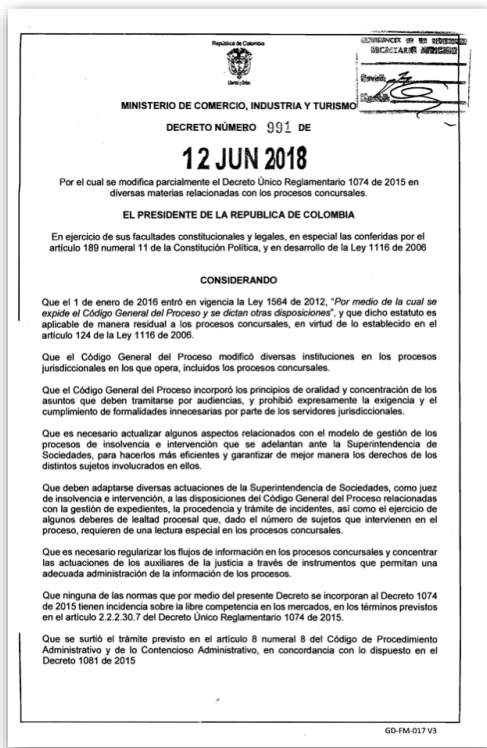 República de Colombia
Libertad y Orden
MINISTERIO DE COMERCIO, INDUSTRIA Y TURISMO
DECRETO NÚMERO 991 DE
12 JUN 2018
Por el cual se modifica parcialmente el Decreto Único Reglamentario 1074 de 2015 en
diversas materias relacionadas con los procesos concursales.
EL PRESIDENTE DE LA REPUBLICA DE COLOMBIA
En ejercicio de sus facultades constitucionales y legales, en especial las conferidas por el
artículo 189 numeral 11 de la Constitución Política, y en desarrollo de la Ley 1116 de 2006
CONSIDERANDO
Que el 1 de enero de 2016 entró en vigencia la Ley 1564 de 2012, "Por medio de la cual se
expide el Código General del Proceso y se dictan otras disposiciones", y que dicho estatuto es
aplicable de manera residual a los procesos concursales, en virtud de lo establecido en el
artículo 124 de la Ley 1116 de 2006.
Que el Código General del Proceso modificó diversas instituciones en los procesos
jurisdiccionales en los que opera, incluidos los procesos concursales.
Que el Código General del Proceso incorporó los principios de oralidad y concentración de los
asuntos que deben tramitarse por audiencias, y prohibió expresamente la exigencia y el
cumplimiento de formalidades innecesarias por parte de los servidores jurisdiccionales.
Que es necesario actualizar algunos aspectos relacionados con el modelo de gestión de los
procesos de insolvencia e intervención que se adelantan ante la Superintendencia de
Sociedades, para hacerlos más eficientes y garantizar de mejor manera los derechos de los
distintos sujetos involucrados en ellos.
Que deben adaptarse diversas actuaciones de la Superintendencia de Sociedades, como juez
de insolvencia e intervención, a las disposiciones del Código General del Proceso relacionadas
con la gestión de expedientes, la procedencia y trámite de incidentes, así como el ejercicio de
algunos deberes de lealtad procesal que, dado el número de sujetos que intervienen en el
proceso, requieren de una lectura especial en los procesos concursales.
Que es necesario regularizar los flujos de información en los procesos concursales y concentrar
las actuaciones de los auxiliares de la justicia a través de instrumentos que permitan una
adecuada administración de la información de los procesos.
Que ninguna de las normas que por medio del presente Decreto se incorporan al Decreto 1074
de 2015 tienen incidencia sobre la libre competencia en los mercados, en los términos previstos
en el artículo 2.2.2.30.7 del Decreto Único Reglamentario 1074 de 2015.
Que se surtió el trámite previsto en el artículo 8 numeral 8 del Código de Procedimiento
Administrativo y de lo Contencioso Administrativo, en concordancia con lo dispuesto en el
Decreto 1081 de 2015
GD-FM-017 V3